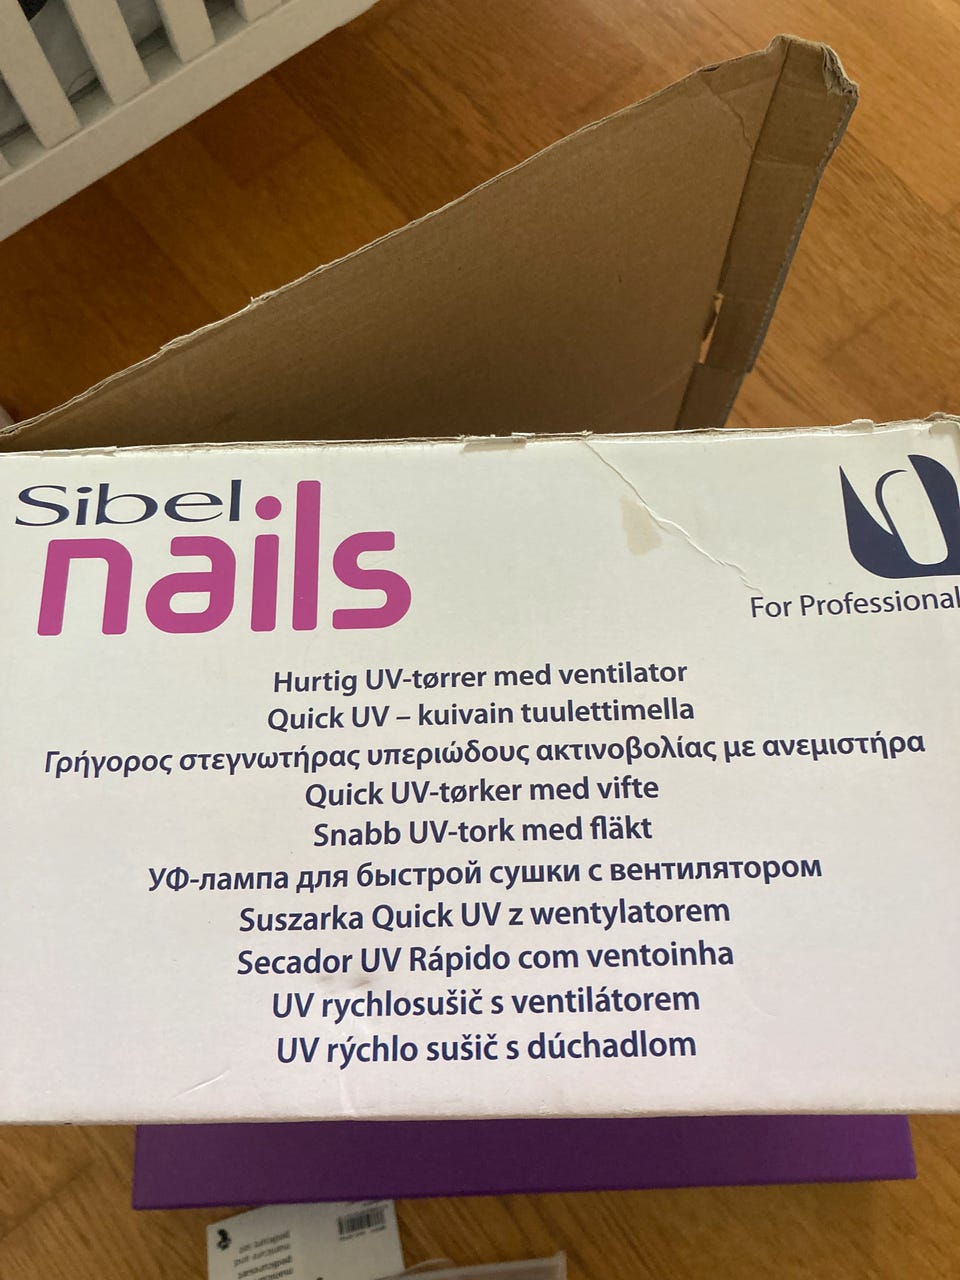 Sibel
nails
For Professional
Hurtig UV-tørrer med ventilator
Quick UV – kuivain tuulettimella
Γρήγορος στεγνωτήρας υπεριώδους ακτινοβολίας με ανεμιστήρα
Quick UV-tørker med vifte
Snabb UV-tork med fläkt
УФ-лампа для быстрой сушки с вентилятором
Suszarka Quick UV z wentylatorem
Secador UV Rápido com ventoinha
UV rychlosušič s ventilátorem
UV rýchlo sušič s dúchadlom